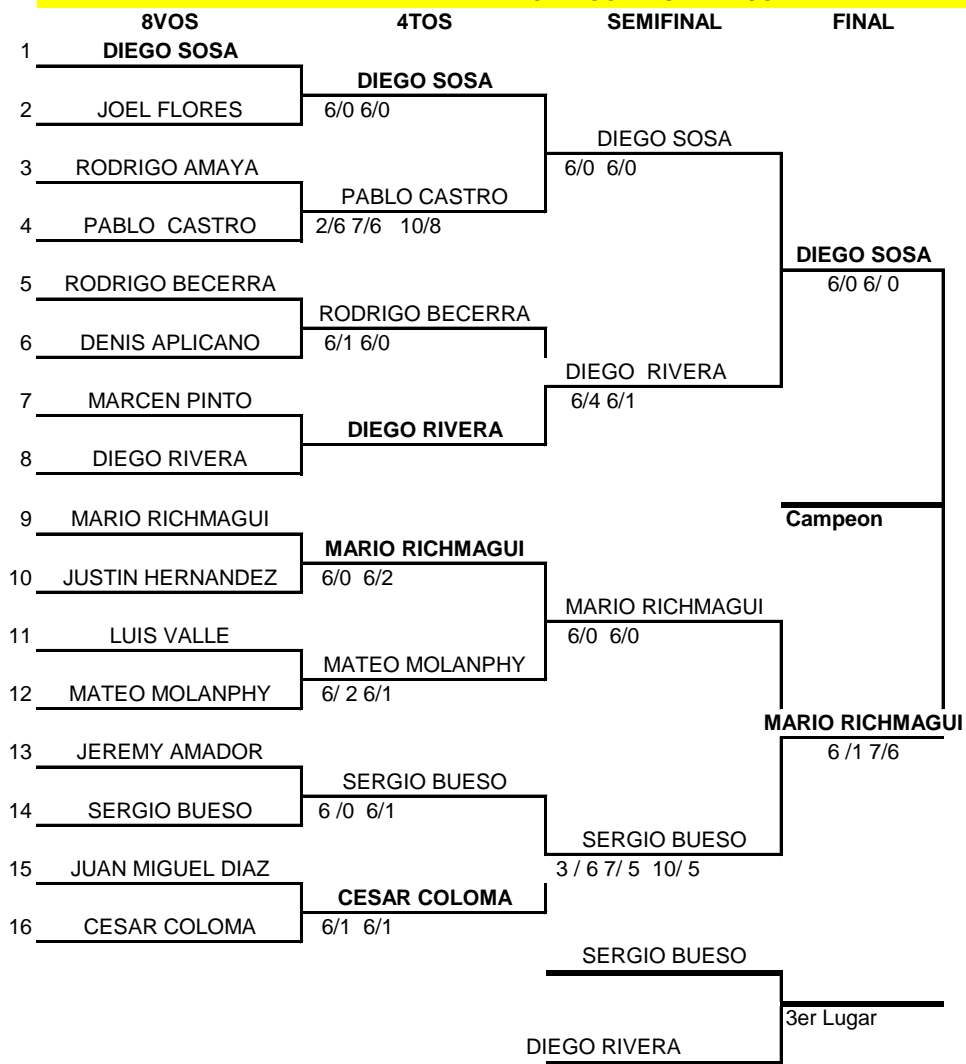 8VOS 4TOS SEMIFINAL FINAL
1 DIEGO SOSA
DIEGO SOSA
2 JOEL FLORES 6/0 6/0
DIEGO SOSA
3 RODRIGO AMAYA 6/0 6/0
PABLO CASTRO
4 PABLO CASTRO 2/6 7/6 10/8
DIEGO SOSA
5 RODRIGO BECERRA 6/0 6/ 0
RODRIGO BECERRA
6 DENIS APLICANO 6/1 6/0
DIEGO RIVERA
7 MARCEN PINTO 6/4 6/1
DIEGO RIVERA
8 DIEGO RIVERA
9 MARIO RICHMAGUI Campeon
MARIO RICHMAGUI
10 JUSTIN HERNANDEZ 6/0 6/2
MARIO RICHMAGUI
11 LUIS VALLE 6/0 6/0
MATEO MOLANPHY
12 MATEO MOLANPHY 6/ 2 6/1
MARIO RICHMAGUI
13 JEREMY AMADOR 6 /1 7/6
SERGIO BUESO
14 SERGIO BUESO 6 /0 6/1
SERGIO BUESO
15 JUAN MIGUEL DIAZ 3 / 6 7/ 5 10/ 5
CESAR COLOMA
16 CESAR COLOMA 6/1 6/1
SERGIO BUESO
3er Lugar
DIEGO RIVERA